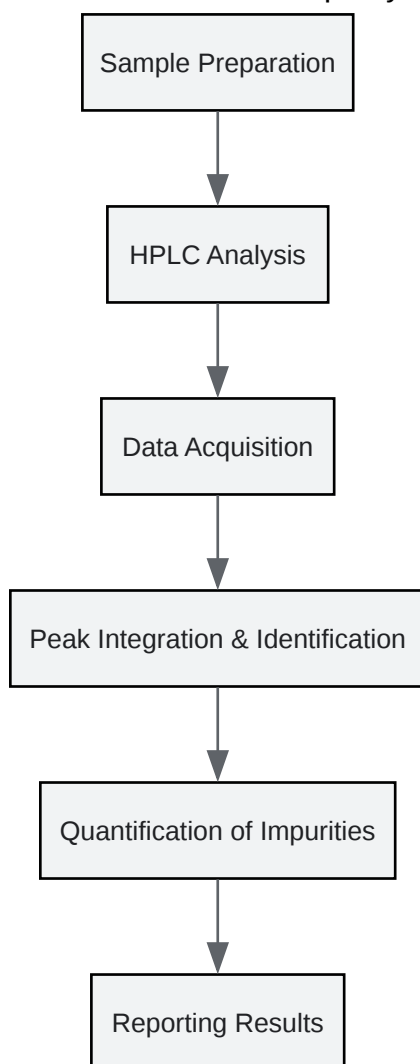 Sample Preparation
HPLC Analysis
Data Acquisition
Peak Integration & Identification
Quantification of Impurities
Reporting Results